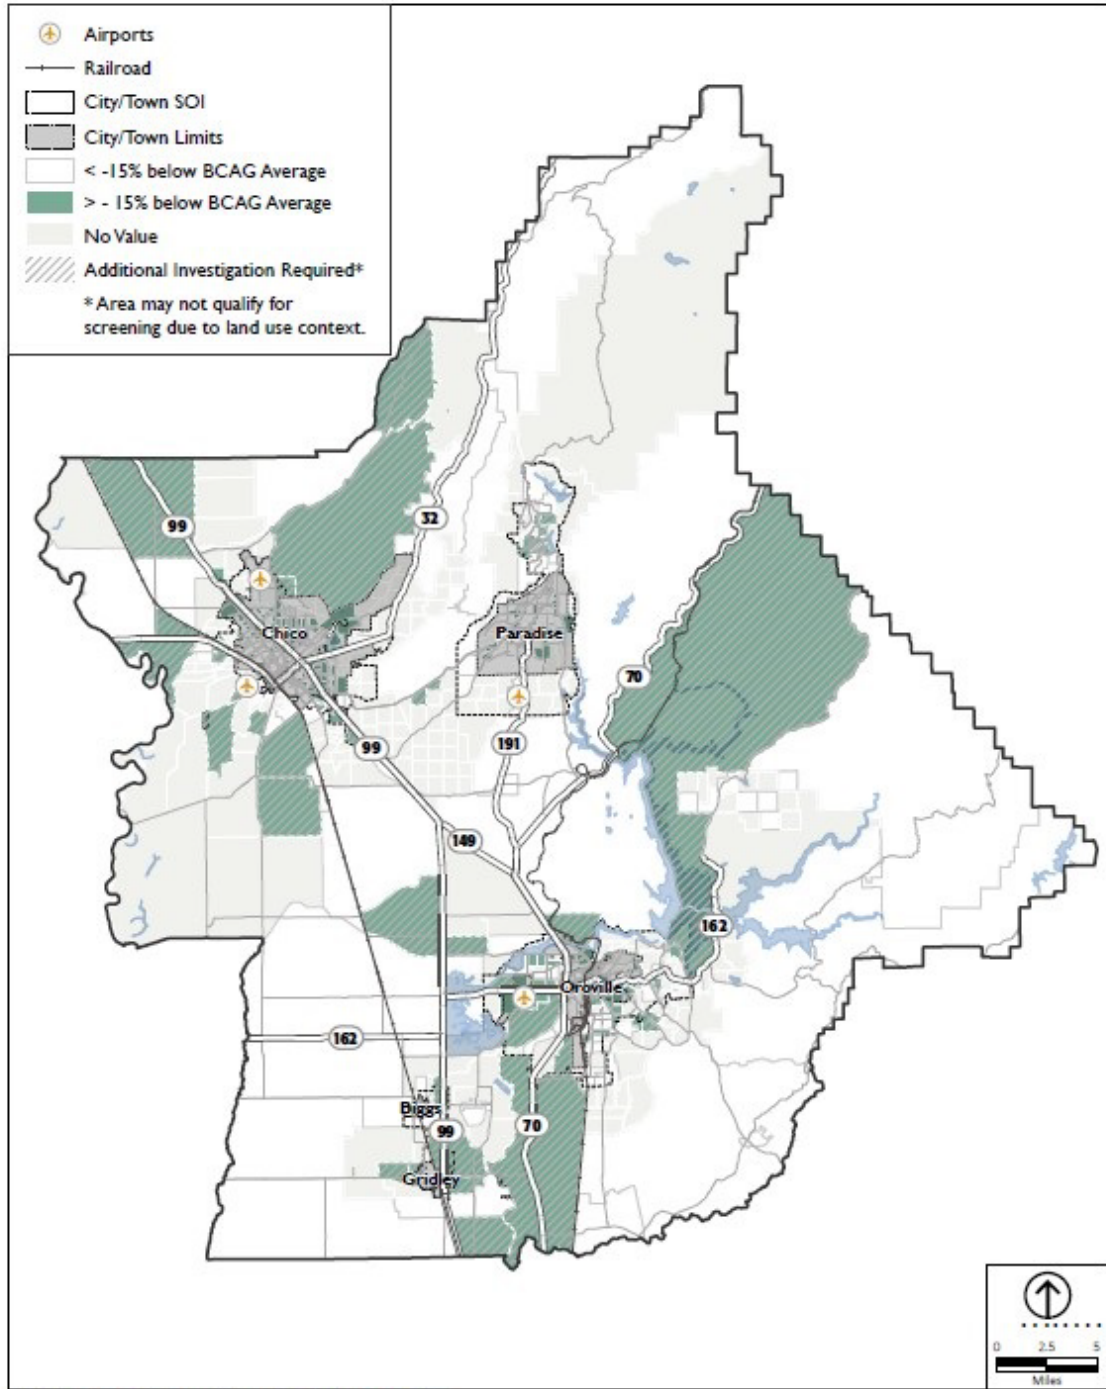 Airports
Railroad
City/Town SOI
City/Town Limits
< -15% below BCAG Average
> - 15% below BCAG Average
No Value
Additional Investigation Required*
* Area may not qualify for
screening due to land use context.
99
32
Chico
Paradise
70
99
191
149
162
Oroville
162
Biggs
99
70
Gridley
0 2.5 5
Miles